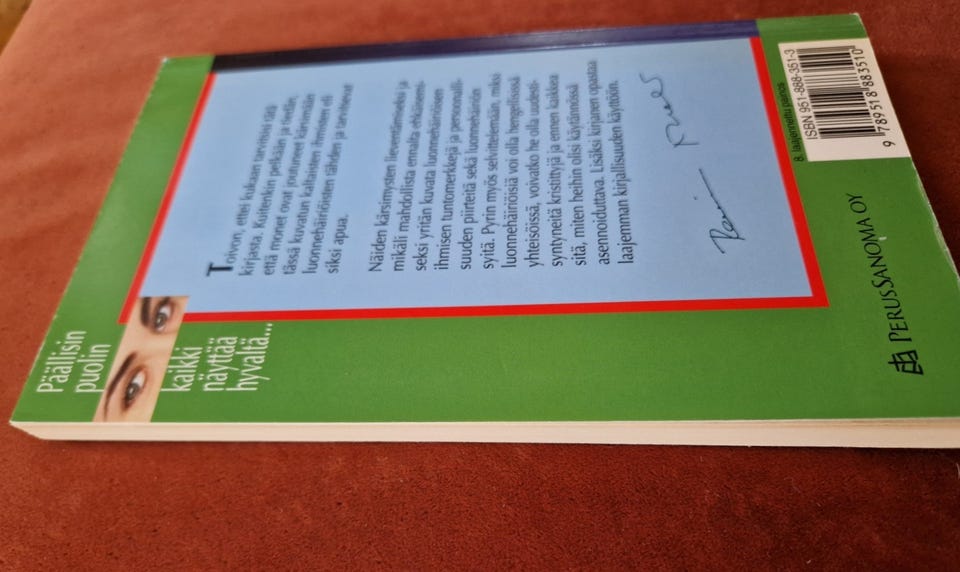 Päällisin
puolin
kaikki
näyttää
hyvältä...
Toivon, ettei kukaan tarvitsisi tätä
kirjasta. Kuitenkin pelkään ja tiedän,
että monet ovat joutuneet kärsimään
tässä kuvatun kaltaisten ihmisten eli
luonnehäiriöisten tähden ja tarvitsevat
siksi apua.
Näiden kärsimysten lieventämiseksi ja
mikäli mahdollista ennalta ehkäisemi-
seksi yritän kuvata luonnehäiriöisen
ihmisen tuntomerkkejä ja persoonalli-
suuden piirteitä sekä luonnehäiriön
syitä. Pyrin myös selvittelemään, miksi
luonnehäiriöisiä voi olla hengellisissä
yhteisöissä, voivatko he olla uudesti-
syntyneitä kristittyjä ja ennen kaikkea
sitä, miten heihin olisi käytännössä
asennoiduttava. Lisäksi kirjanen opastaa
laajemman kirjallisuuden käyttöön.
8. laajennettu painos
ISBN 951-888-351-3
9 789518 883510
PERUSSANOMA OY